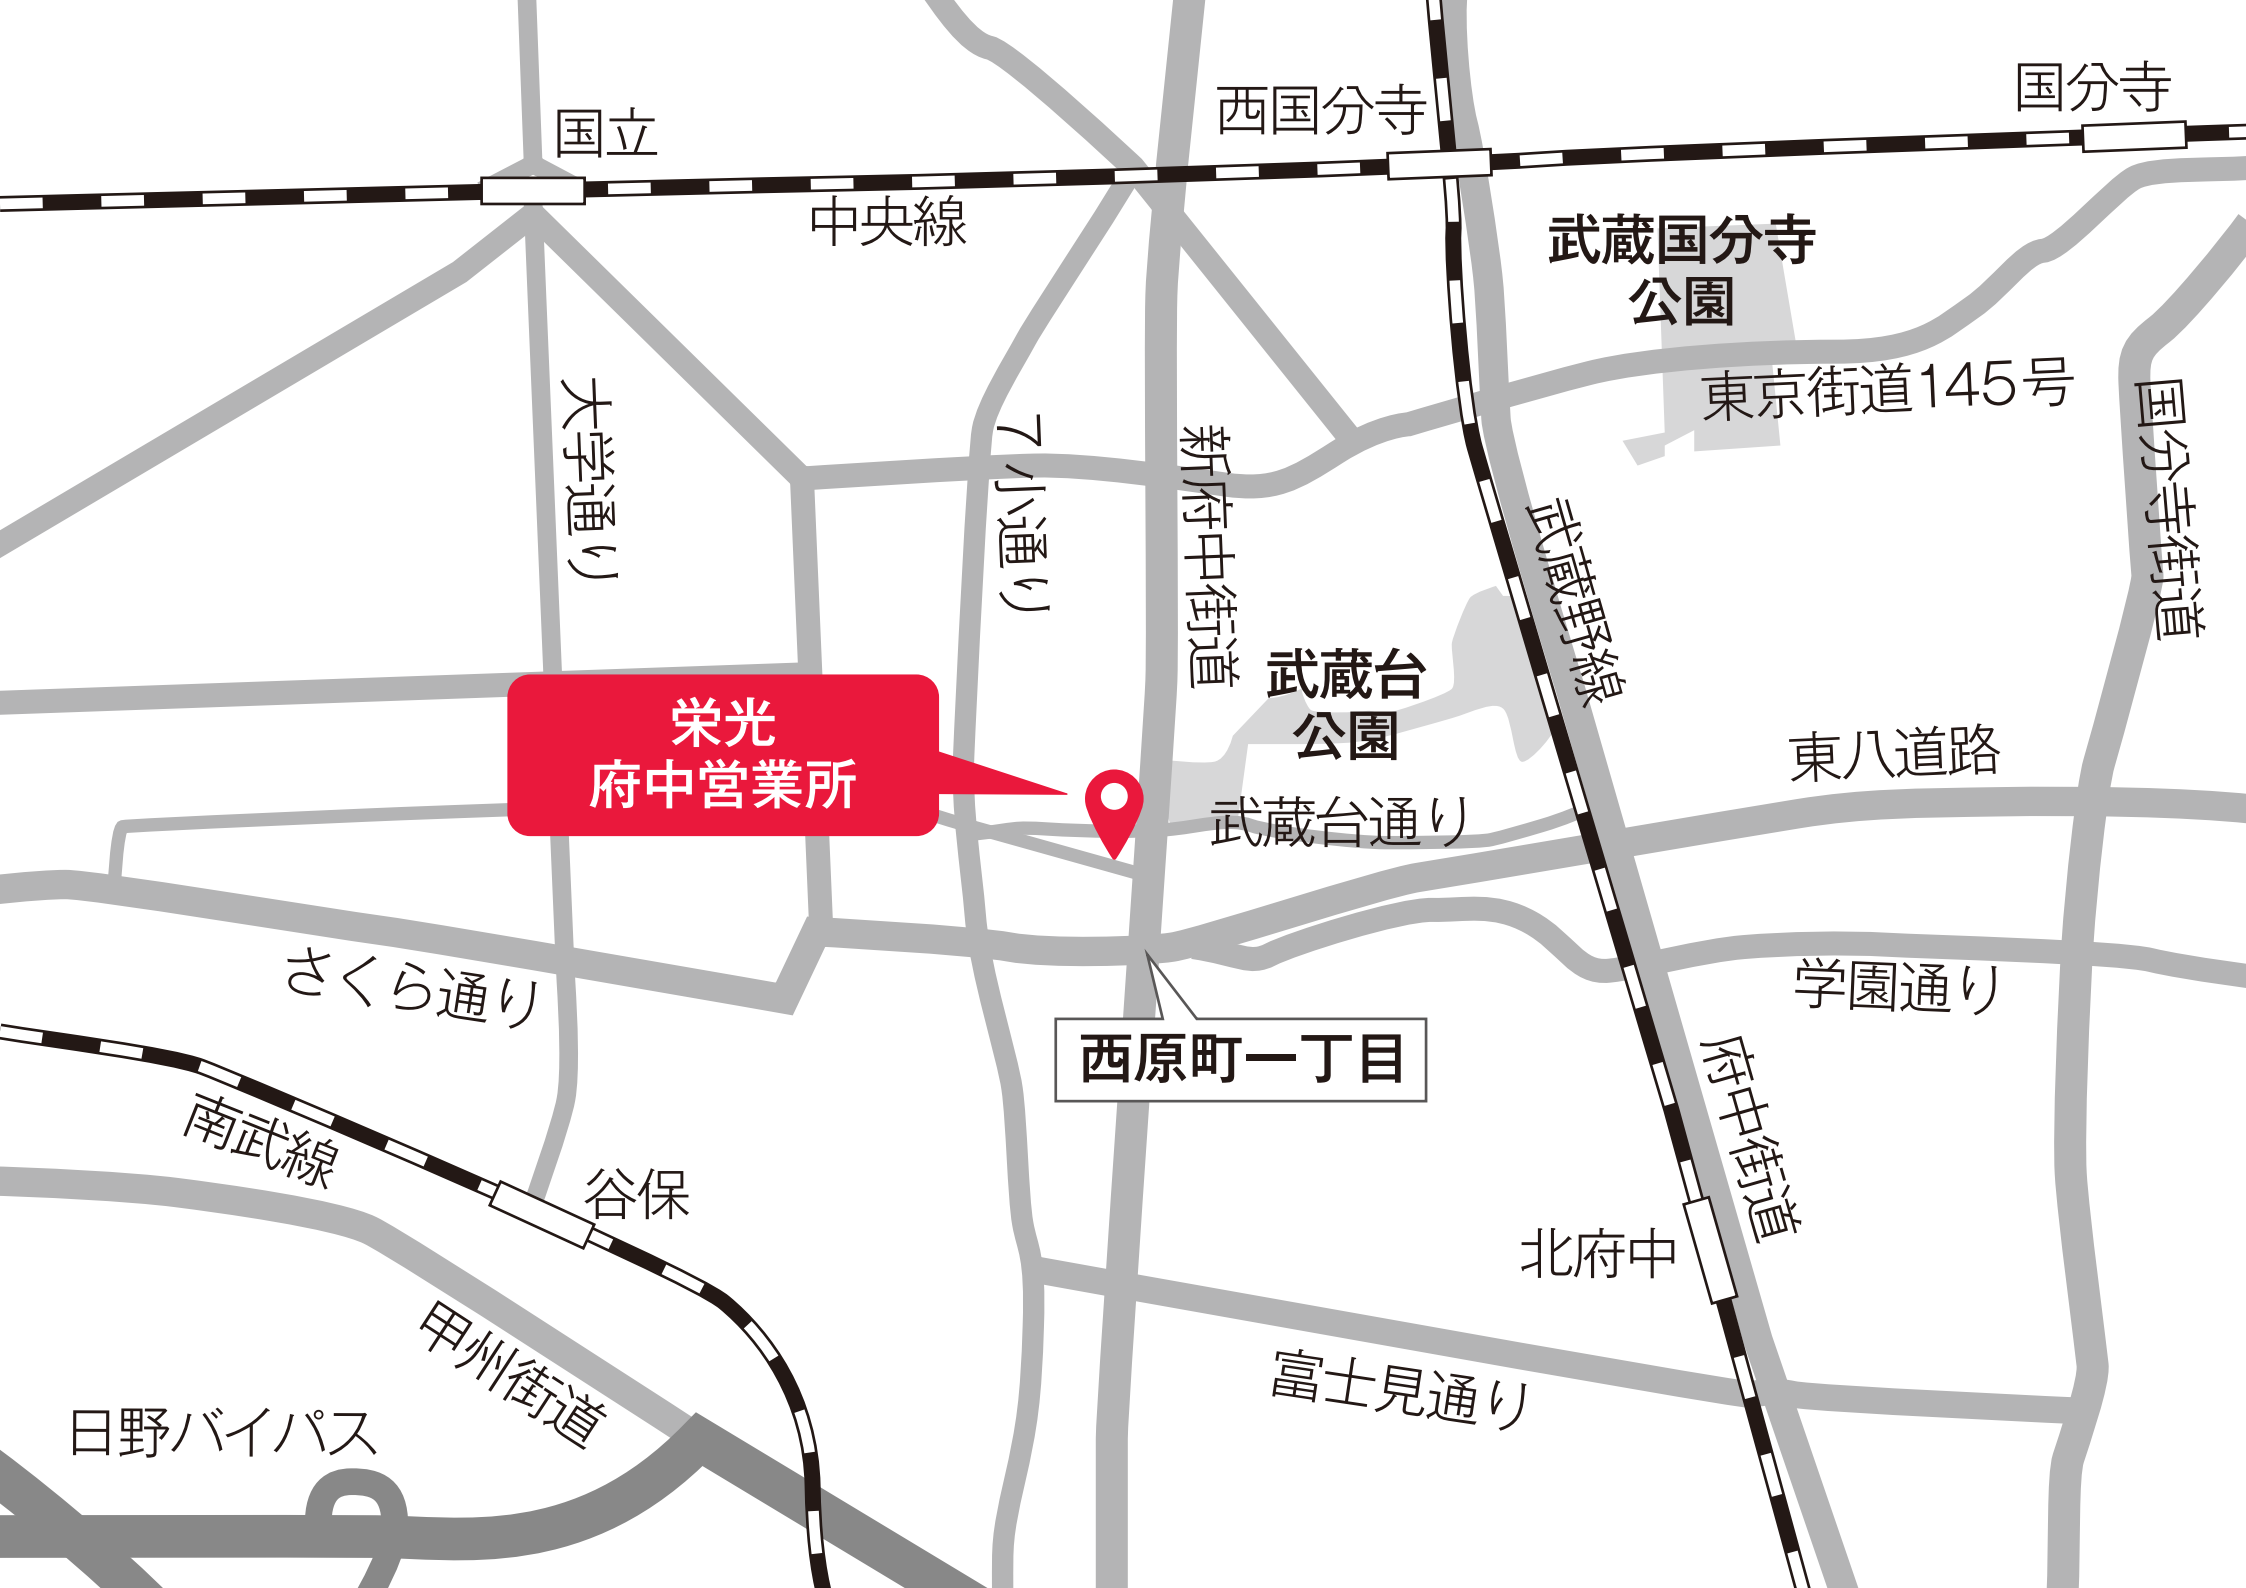 国立
西国分寺
国分寺
中央線
武蔵国分寺
公園
東京街道145号
大学通り
七小通り
新府中街道
武蔵野線
国分寺街道
武蔵台
公園
栄光
府中営業所
武蔵台通り
東八道路
さくら通り
学園通り
西原町一丁目
南武線
谷保
府中街道
北府中
甲州街道
富士見通り
日野バイパス